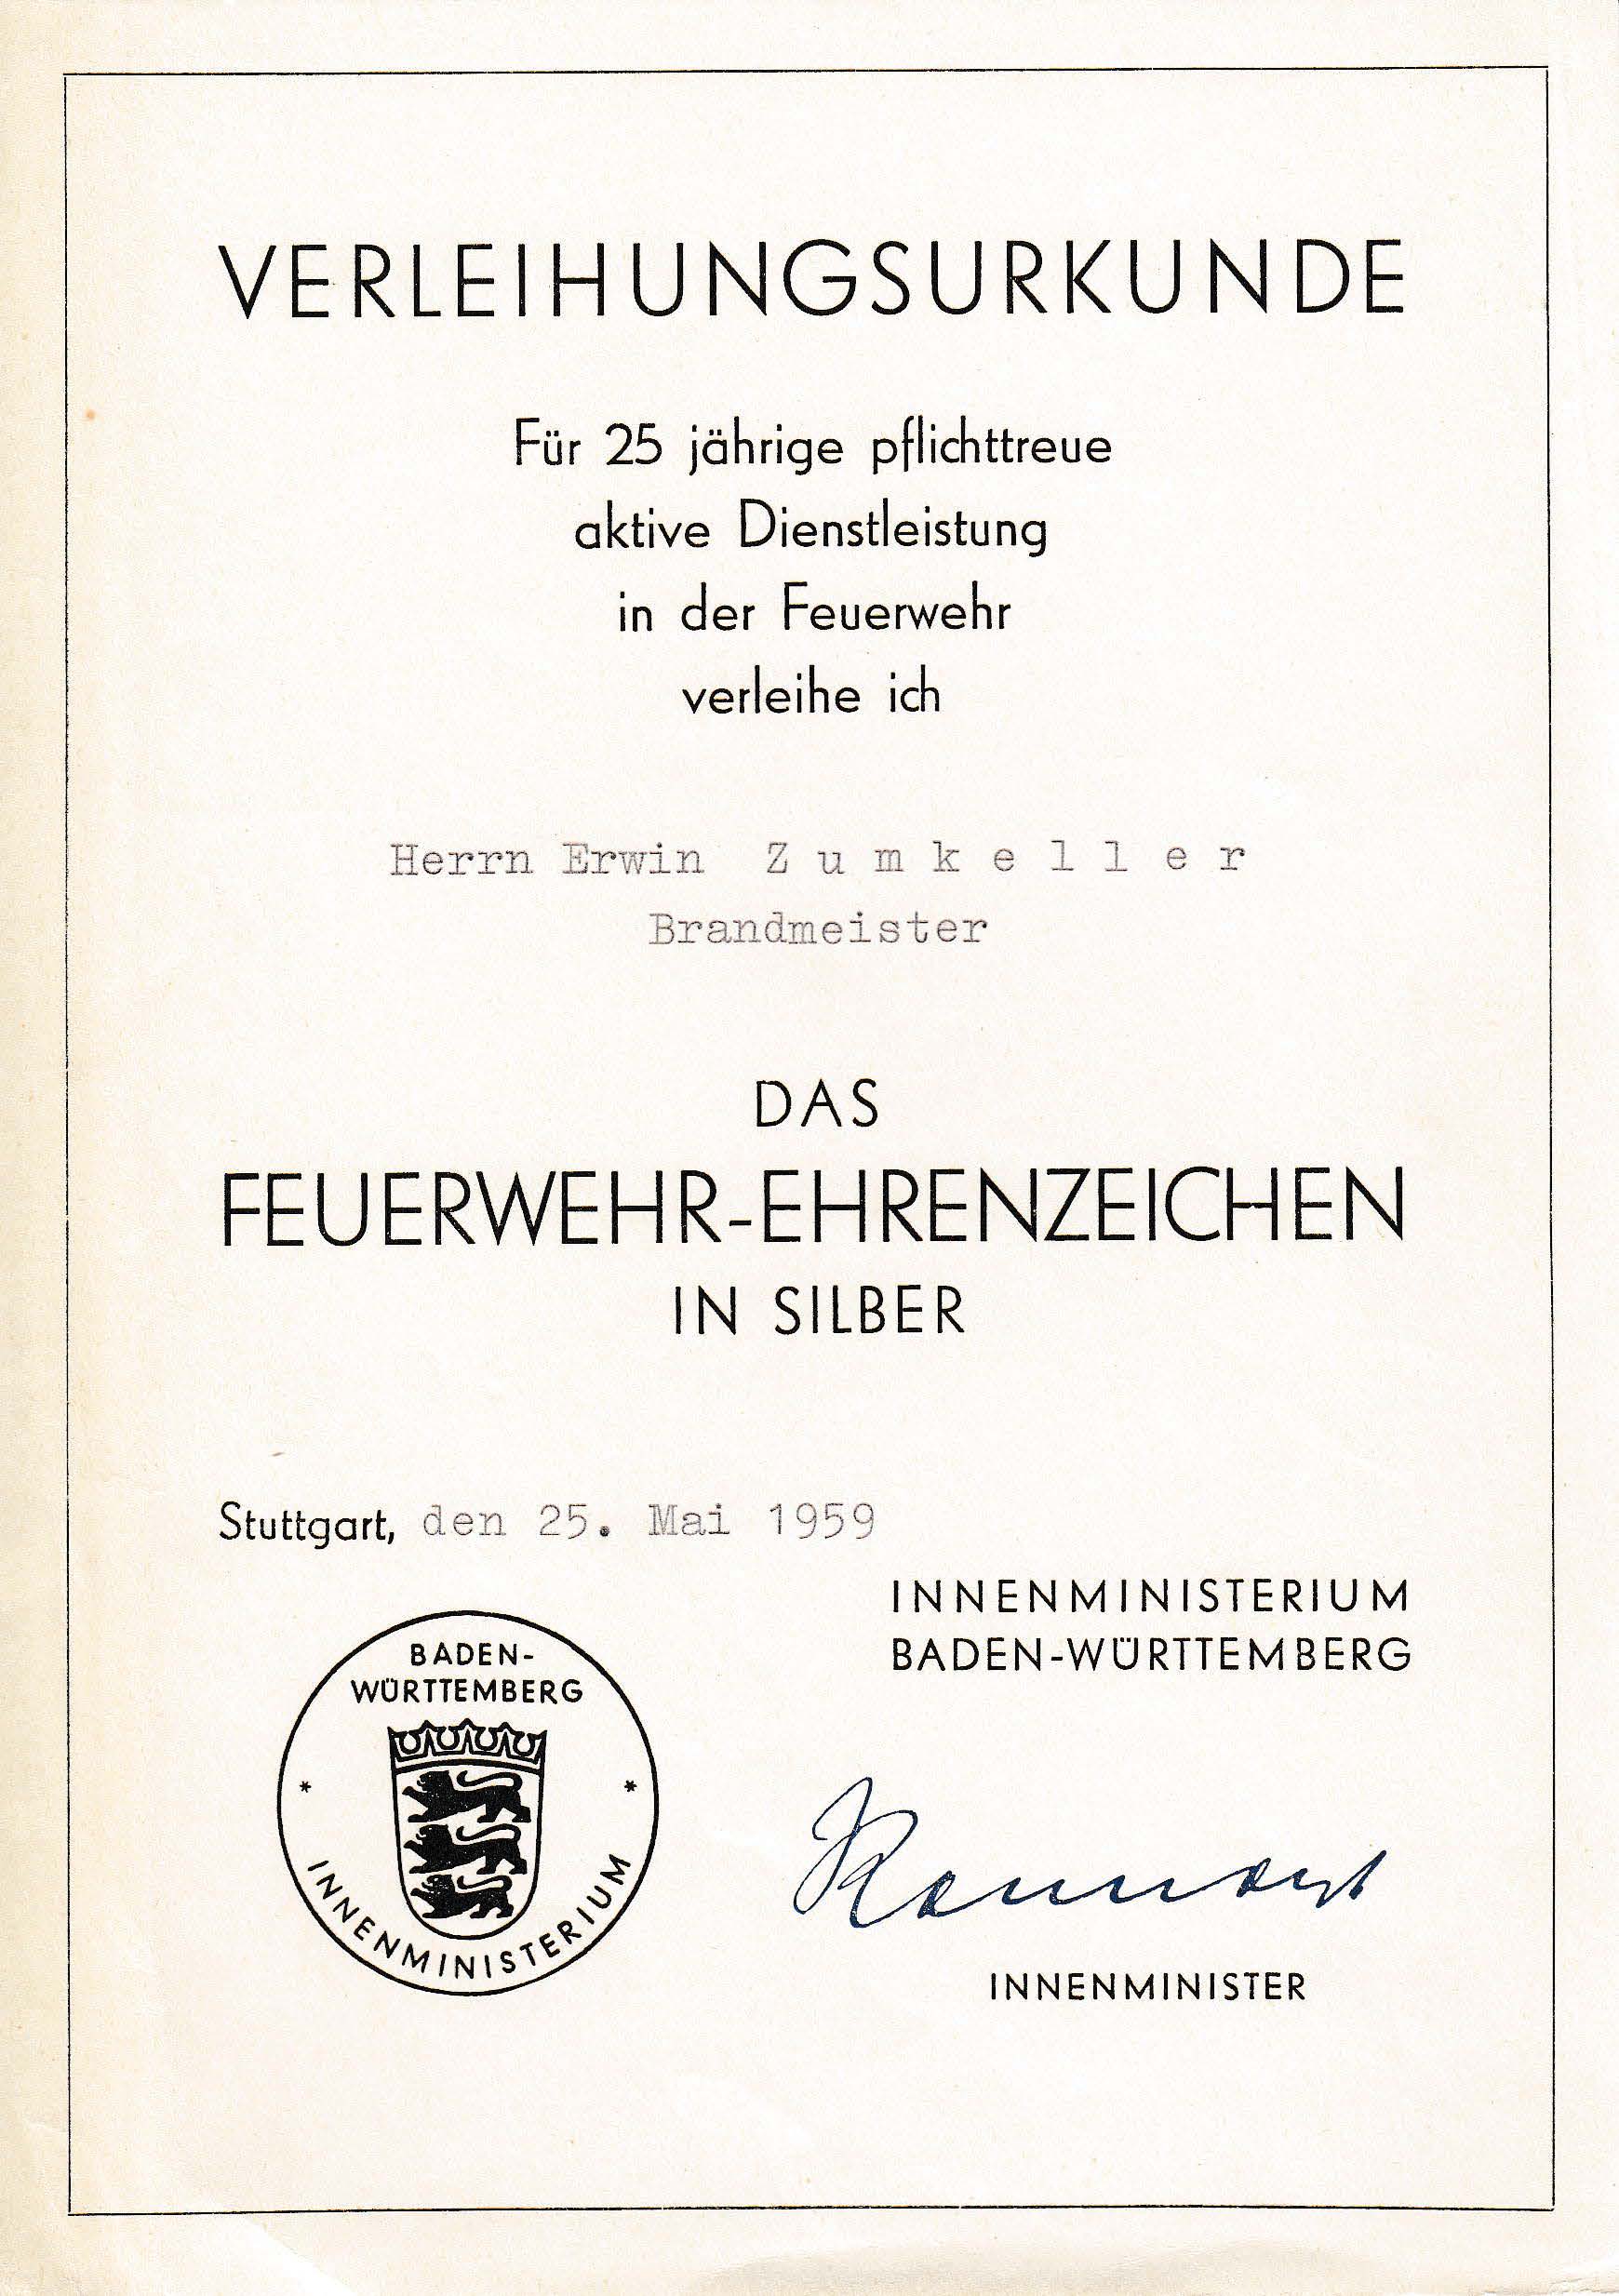 VERLEIHUNGSURKUNDE
Für 25 jährige pflichttreue
aktive Dienstleistung
in der Feuerwehr
verleihe ich
Herrn Erwin Z u m k e l l e r
Brandmeister
DAS
FEUERWEHR-EHRENZEICHEN
IN SILBER
Stuttgart, den 25. Mai 1959
INNENMINISTERIUM
BADEN-WÜRTTEMBERG
BADEN-
WÜRTTEMBERG
* *
INNENMINISTERIUM
INNENMINISTER